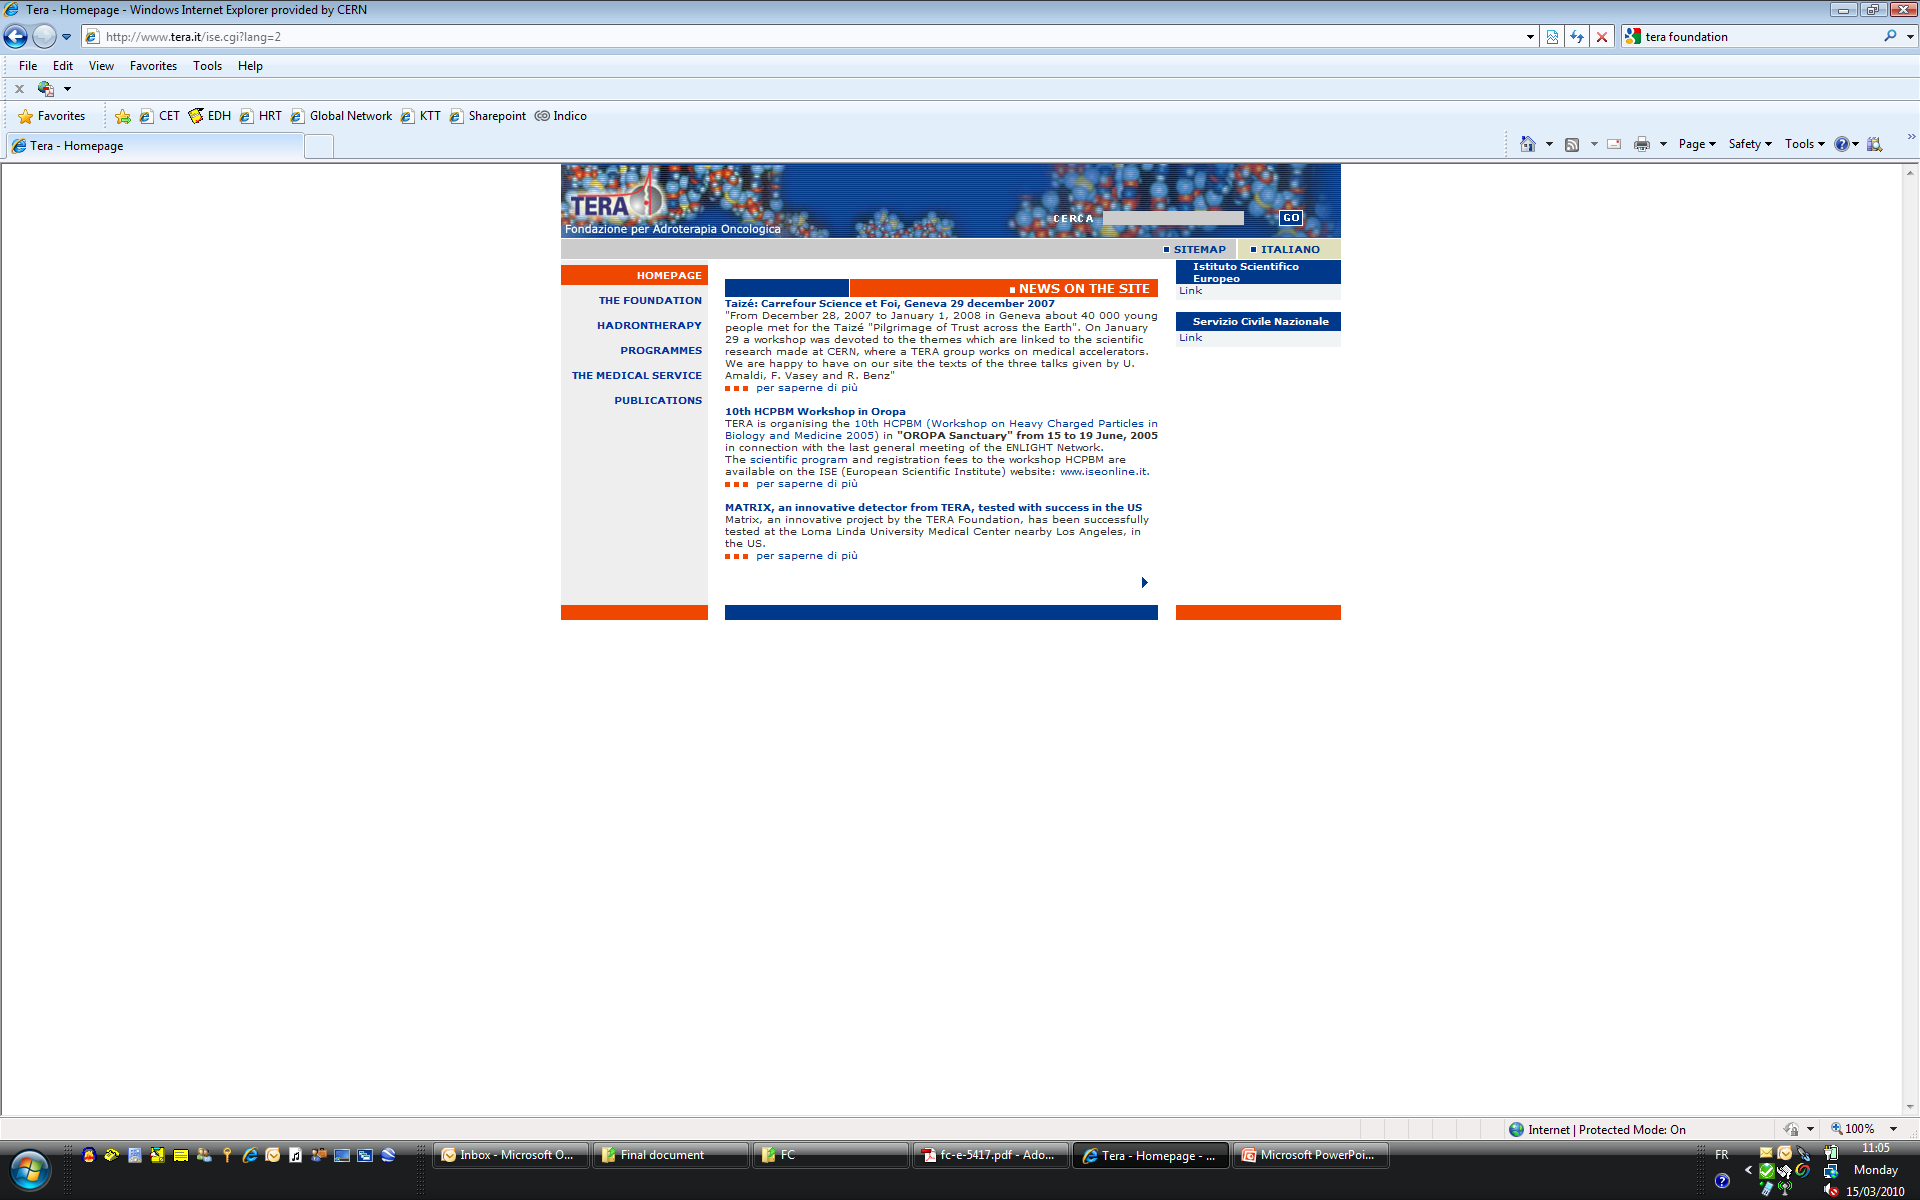 Tera - Homepage - Windows Internet Explorer provided by CERN
http://www.tera.it/ise.cgi?lang=2
tera foundation
File Edit View Favorites Tools Help
Favorites CET EDH HRT Global Network KTT Sharepoint Indico
Tera - Homepage
Page Safety Tools
TERA
CERCA GO
Fondazione per Adroterapia Oncologica
SITEMAP ITALIANO
HOMEPAGE
THE FOUNDATION
HADRONTHERAPY
PROGRAMMES
THE MEDICAL SERVICE
PUBLICATIONS
NEWS ON THE SITE
Taizé: Carrefour Science et Foi, Geneva 29 december 2007
"From December 28, 2007 to January 1, 2008 in Geneva about 40 000 young
people met for the Taizé "Pilgrimage of Trust across the Earth". On January
29 a workshop was devoted to the themes which are linked to the scientific
research made at CERN, where a TERA group works on medical accelerators.
We are happy to have on our site the texts of the three talks given by U.
Amaldi, F. Vasey and R. Benz"
per saperne di più
10th HCPBM Workshop in Oropa
TERA is organising the 10th HCPBM (Workshop on Heavy Charged Particles in
Biology and Medicine 2005) in "OROPA Sanctuary" from 15 to 19 June, 2005
in connection with the last general meeting of the ENLIGHT Network.
The scientific program and registration fees to the workshop HCPBM are
available on the ISE (European Scientific Institute) website: www.iseonline.it.
per saperne di più
MATRIX, an innovative detector from TERA, tested with success in the US
Matrix, an innovative project by the TERA Foundation, has been successfully
tested at the Loma Linda University Medical Center nearby Los Angeles, in
the US.
per saperne di più
Istituto Scientifico
Europeo
Link
Servizio Civile Nazionale
Link
Internet | Protected Mode: On
100%
Inbox - Microsoft O...
Final document
FC
fc-e-5417.pdf - Ado...
Tera - Homepage - ...
Microsoft PowerPoi...
FR
11:05
Monday
15/03/2010